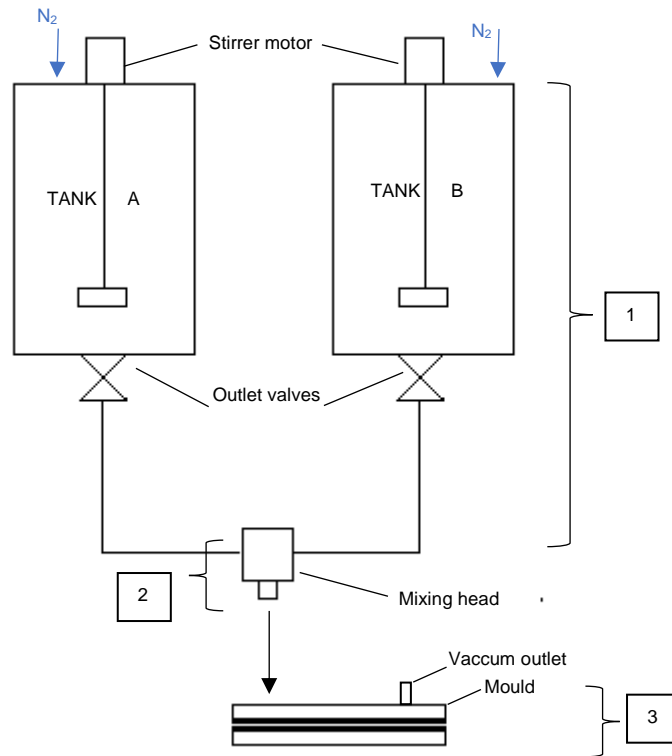 N₂
Stirrer motor
N₂
TANK A
TANK B
1
Outlet valves
2
Mixing head
Vaccum outlet
Mould
3